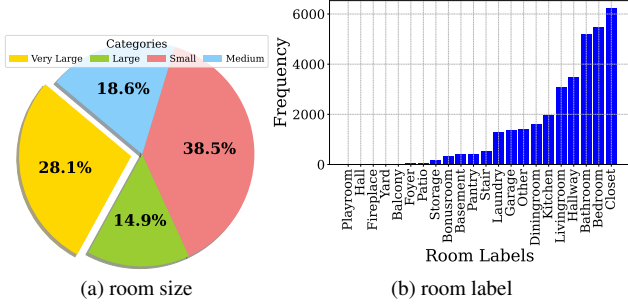 Categories
Very Large Large Small Medium
18.6%
38.5%
28.1%
14.9%
(a) room size
Frequency
6000
4000
2000
0
Playroom
Hall
Fireplace
Yard
Balcony
Foyer
Patio
Storage
Bonusroom
Basement
Pantry
Stair
Laundry
Garage
Other
Diningroom
Kitchen
Livingroom
Hallway
Bathroom
Bedroom
Closet
Room Labels
(b) room label